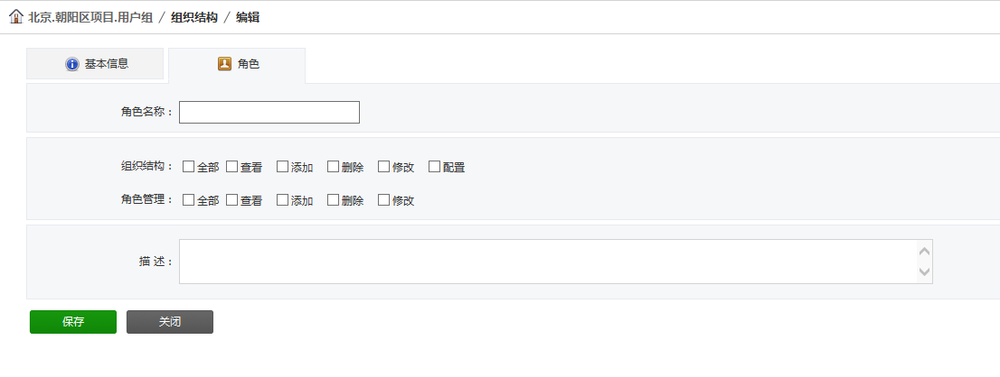 北京.朝阳区项目.用户组 / 组织结构 / 编辑
基本信息 角色
角色名称：
组织结构： 全部 查看 添加 删除 修改 配置
角色管理： 全部 查看 添加 删除 修改
描 述：
保存 关闭